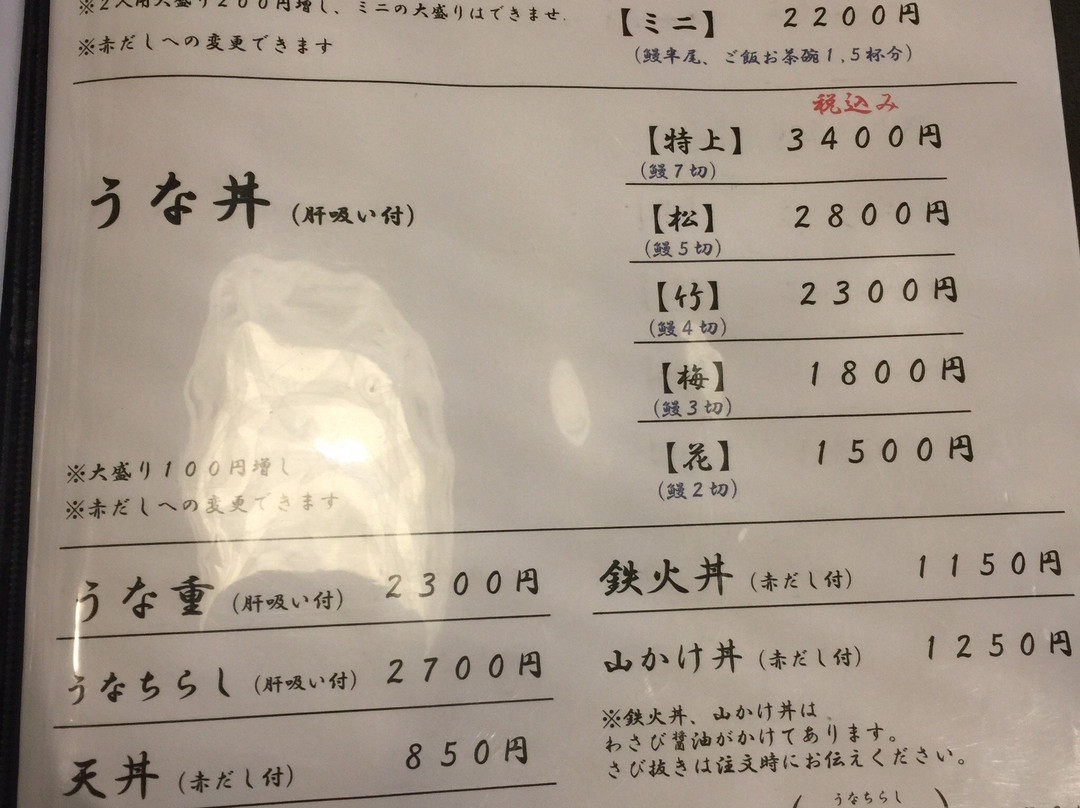 ※2人用大盛り200円増し、ミニの大盛りはできませ
※赤だしへの変更できます
【ミニ】 2200円
(鰻半尾、ご飯お茶碗1,5杯分)
税込み
うな丼 (肝吸い付)
【特上】 3400円
(鰻7切)
【松】 2800円
(鰻5切)
【竹】 2300円
(鰻4切)
【梅】 1800円
(鰻3切)
【花】 1500円
(鰻2切)
※大盛り100円増し
※赤だしへの変更できます
うな重 (肝吸い付) 2300円
うなちらし (肝吸い付) 2700円
天丼 (赤だし付) 850円
鉄火丼 (赤だし付) 1150円
山かけ丼 (赤だし付) 1250円
※鉄火丼、山かけ丼は、
わさび醤油がかけてあります。
さび抜きは注文時にお伝えください。
うなちらし